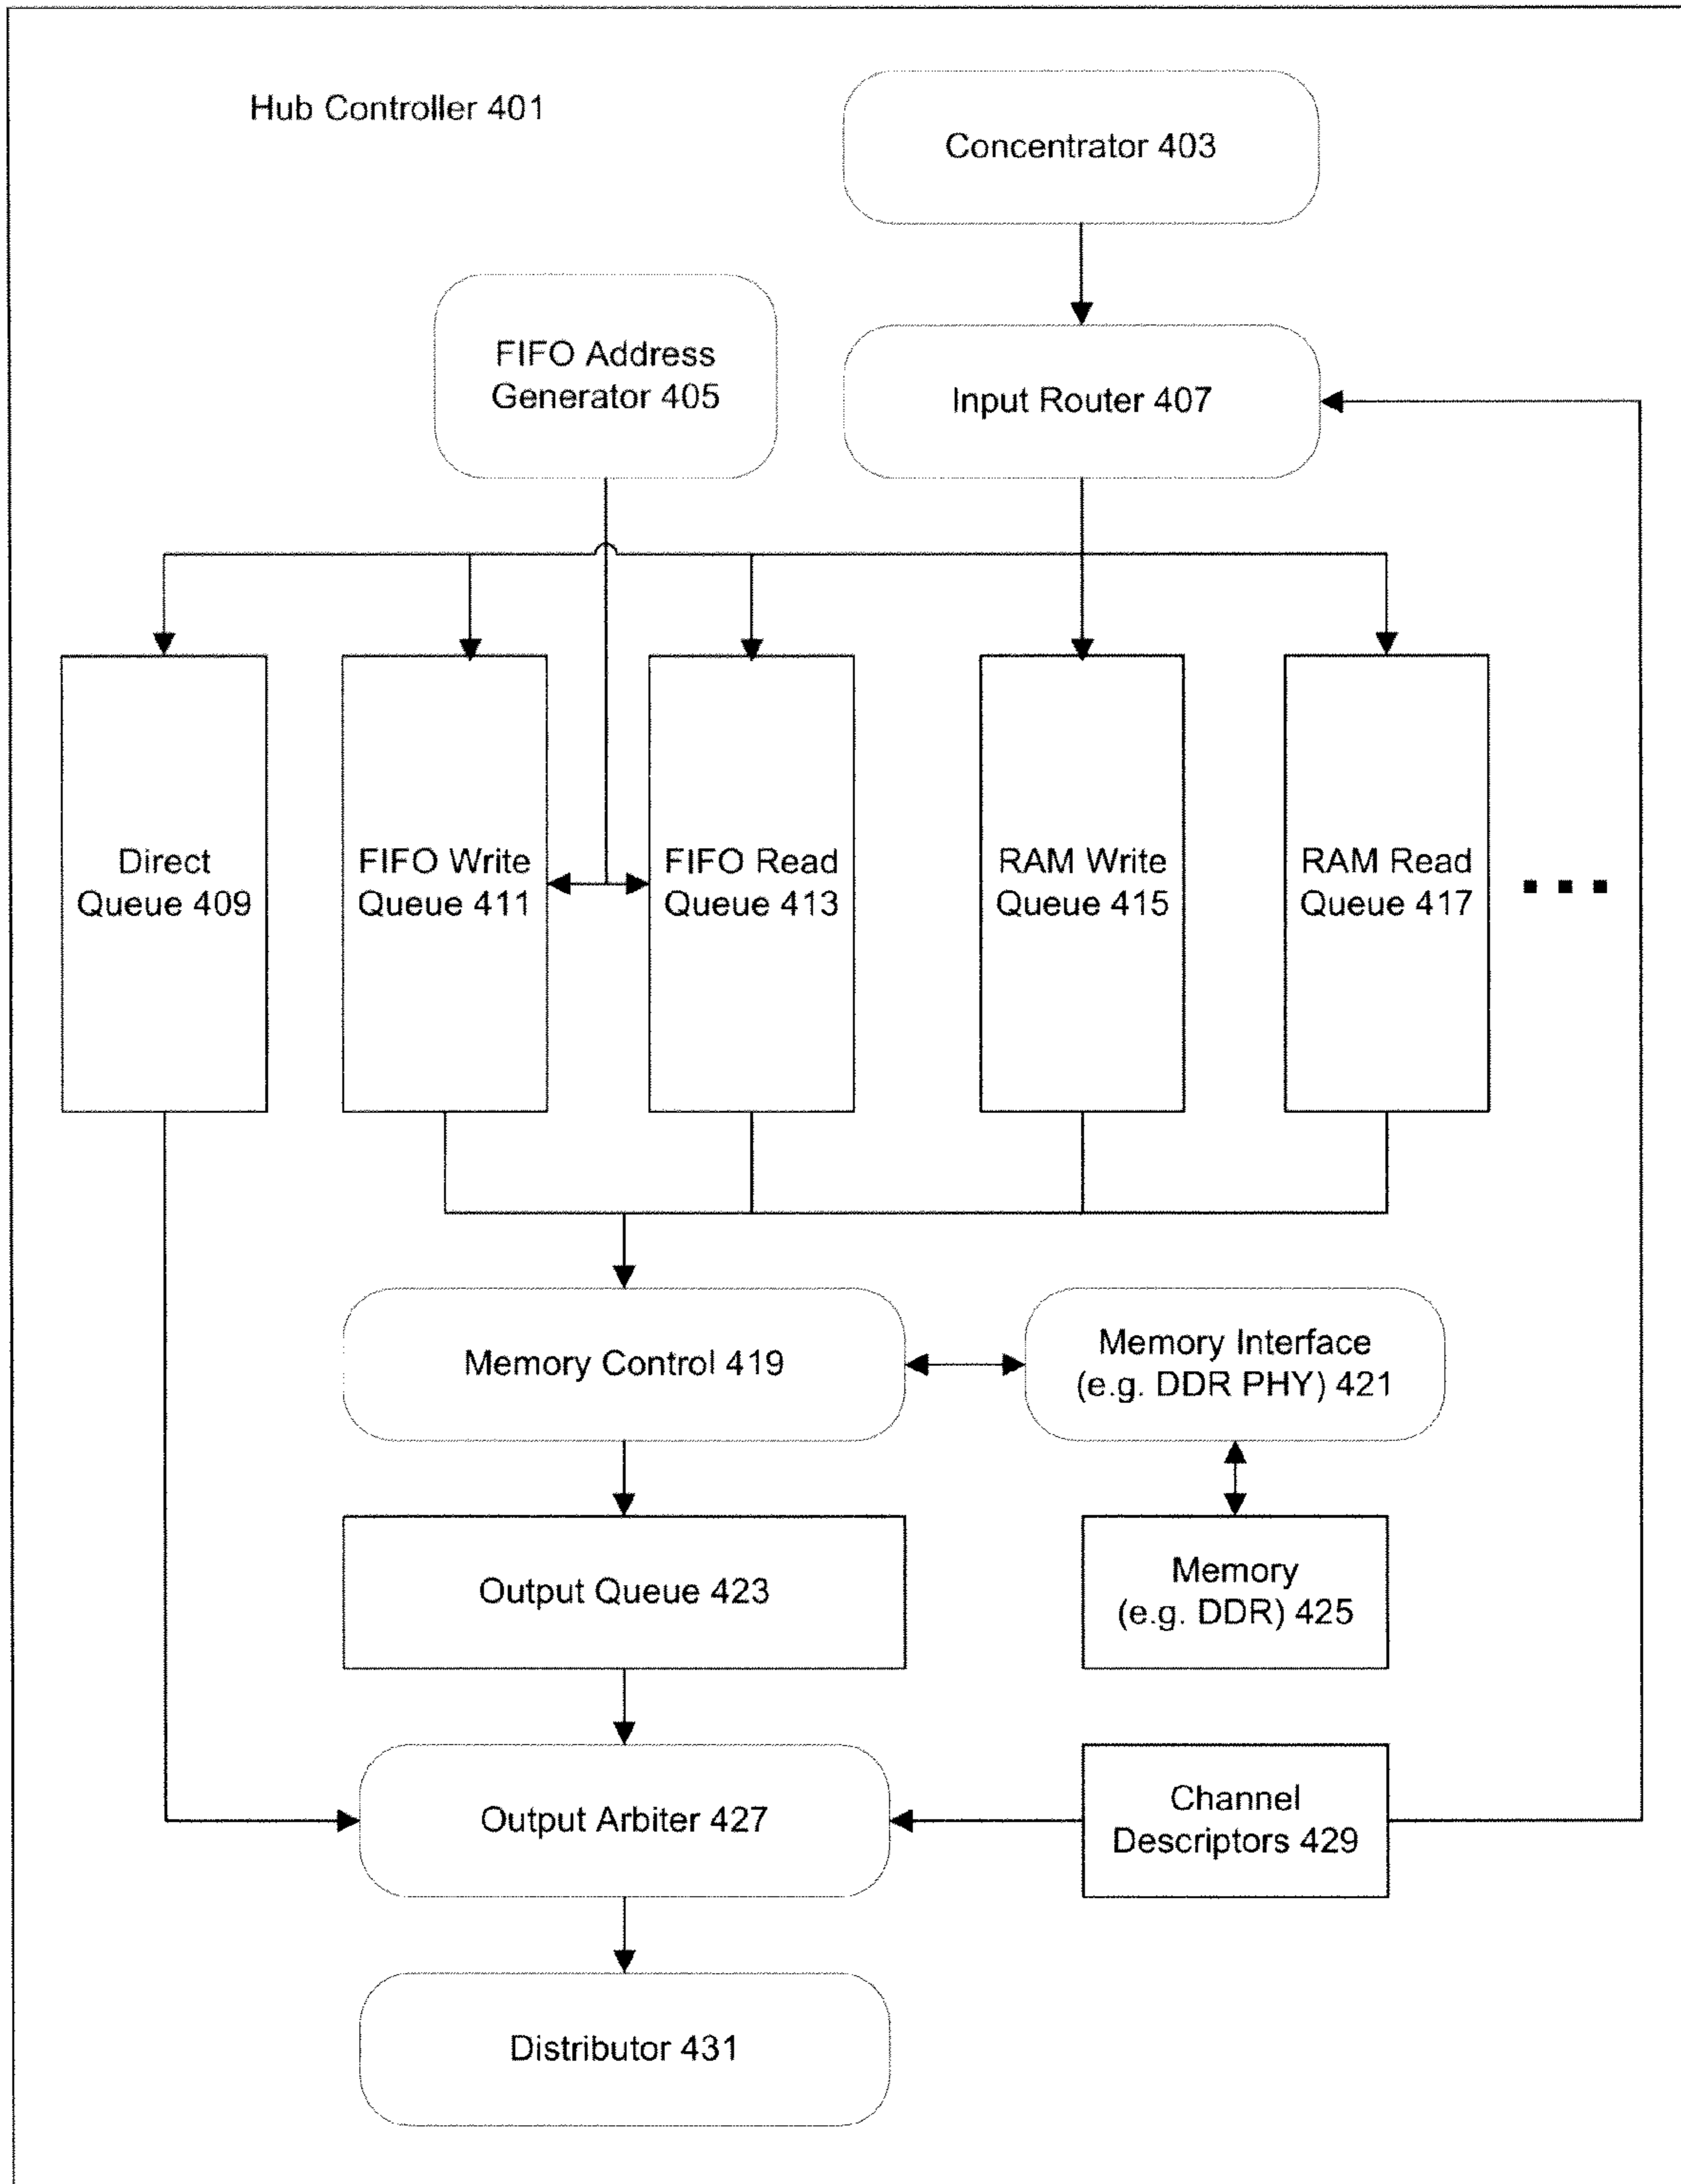 Hub Controller 401
Concentrator 403
FIFO Address
Generator 405
Input Router 407
Direct
Queue 409
FIFO Write
Queue 411
FIFO Read
Queue 413
RAM Write
Queue 415
RAM Read
Queue 417
Memory Control 419
Memory Interface
(e.g. DDR PHY) 421
Output Queue 423
Memory
(e.g. DDR) 425
Output Arbiter 427
Channel
Descriptors 429
Distributor 431